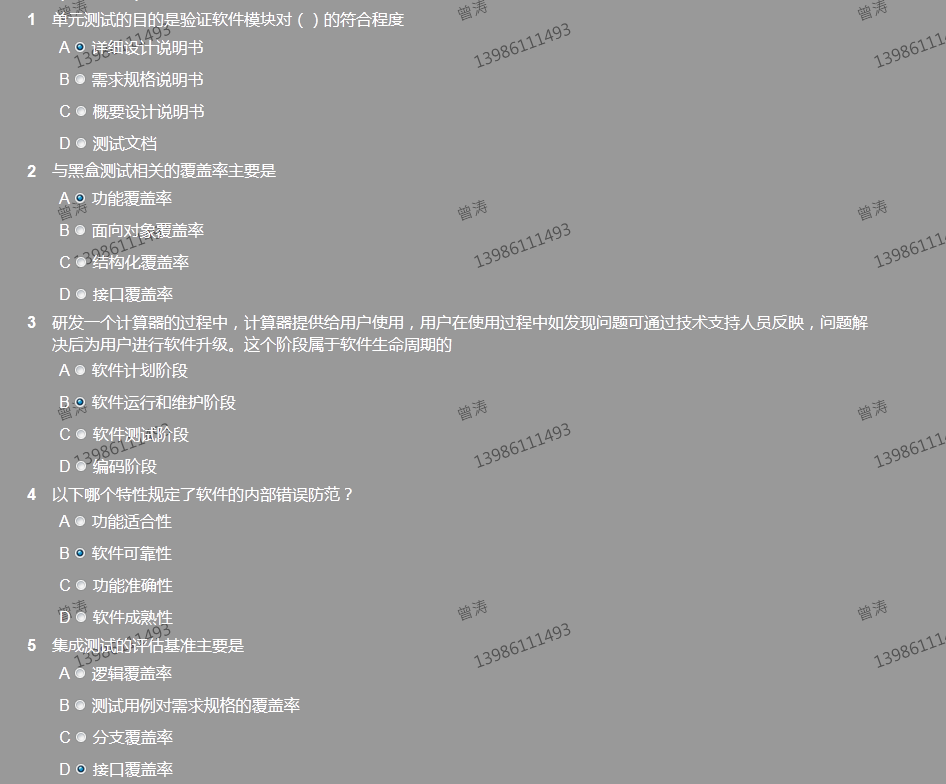 1 单元测试的目的是验证软件模块对（ ）的符合程度
A 详细设计说明书
B 需求规格说明书
C 概要设计说明书
D 测试文档
2 与黑盒测试相关的覆盖率主要是
A 功能覆盖率
B 面向对象覆盖率
C 结构化覆盖率
D 接口覆盖率
3 研发一个计算器的过程中，计算器提供给用户使用，用户在使用过程中如发现问题可通过技术支持人员反映，问题解
决后为用户进行软件升级。这个阶段属于软件生命周期的
A 软件计划阶段
B 软件运行和维护阶段
C 软件测试阶段
D 编码阶段
4 以下哪个特性规定了软件的内部错误防范？
A 功能适合性
B 软件可靠性
C 功能准确性
D 软件成熟性
5 集成测试的评估基准主要是
A 逻辑覆盖率
B 测试用例对需求规格的覆盖率
C 分支覆盖率
D 接口覆盖率
曾涛 曾涛 曾涛
13986111493 13986111493 139861114
曾涛 曾涛 曾涛
13986111493 13986111493 139861114
曾涛 曾涛 曾涛
13986111493 13986111493 139861114
曾涛 曾涛 曾涛
13986111493 13986111493 139861114